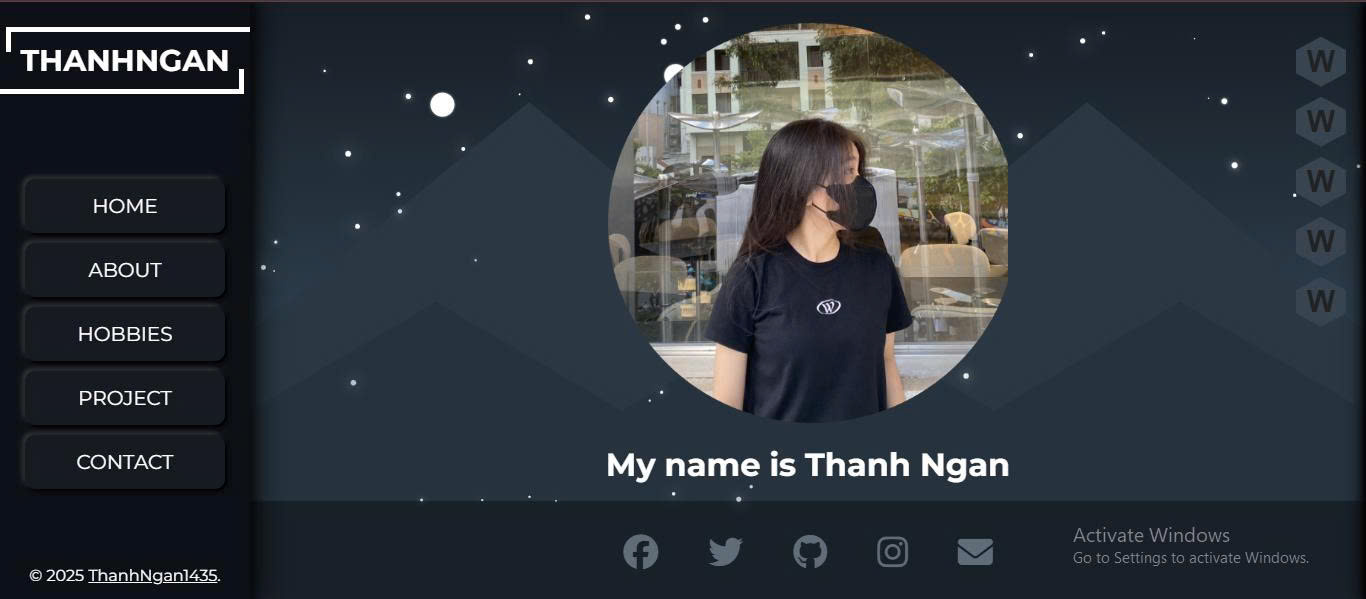 THANHNGAN
HOME
ABOUT
HOBBIES
PROJECT
CONTACT
© 2025 ThanhNgan1435.
W
My name is Thanh Ngan
W
W
W
W
W
Activate Windows
Go to Settings to activate Windows.